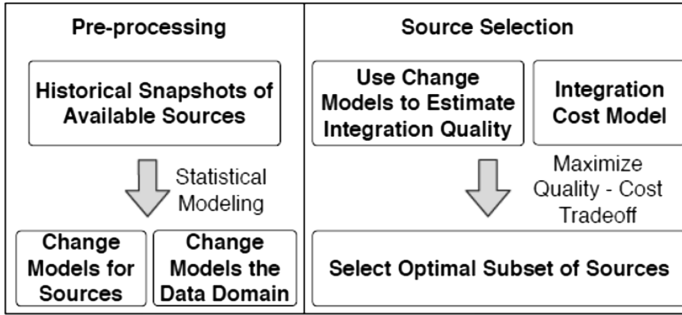 Pre-processing
Historical Snapshots of
Available Sources
Statistical
Modeling
Change
Models for
Sources
Change
Models the
Data Domain
Source Selection
Use Change
Models to Estimate
Integration Quality
Integration
Cost Model
Maximize
Quality - Cost
Tradeoff
Select Optimal Subset of Sources